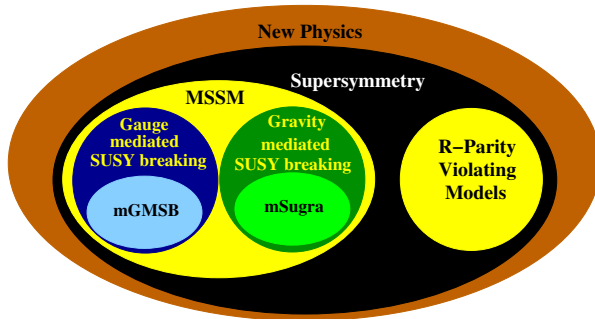 New Physics
Supersymmetry
MSSM
Gauge
mediated
SUSY breaking
mGMSB
Gravity
mediated
SUSY breaking
mSugra
R−Parity
Violating
Models